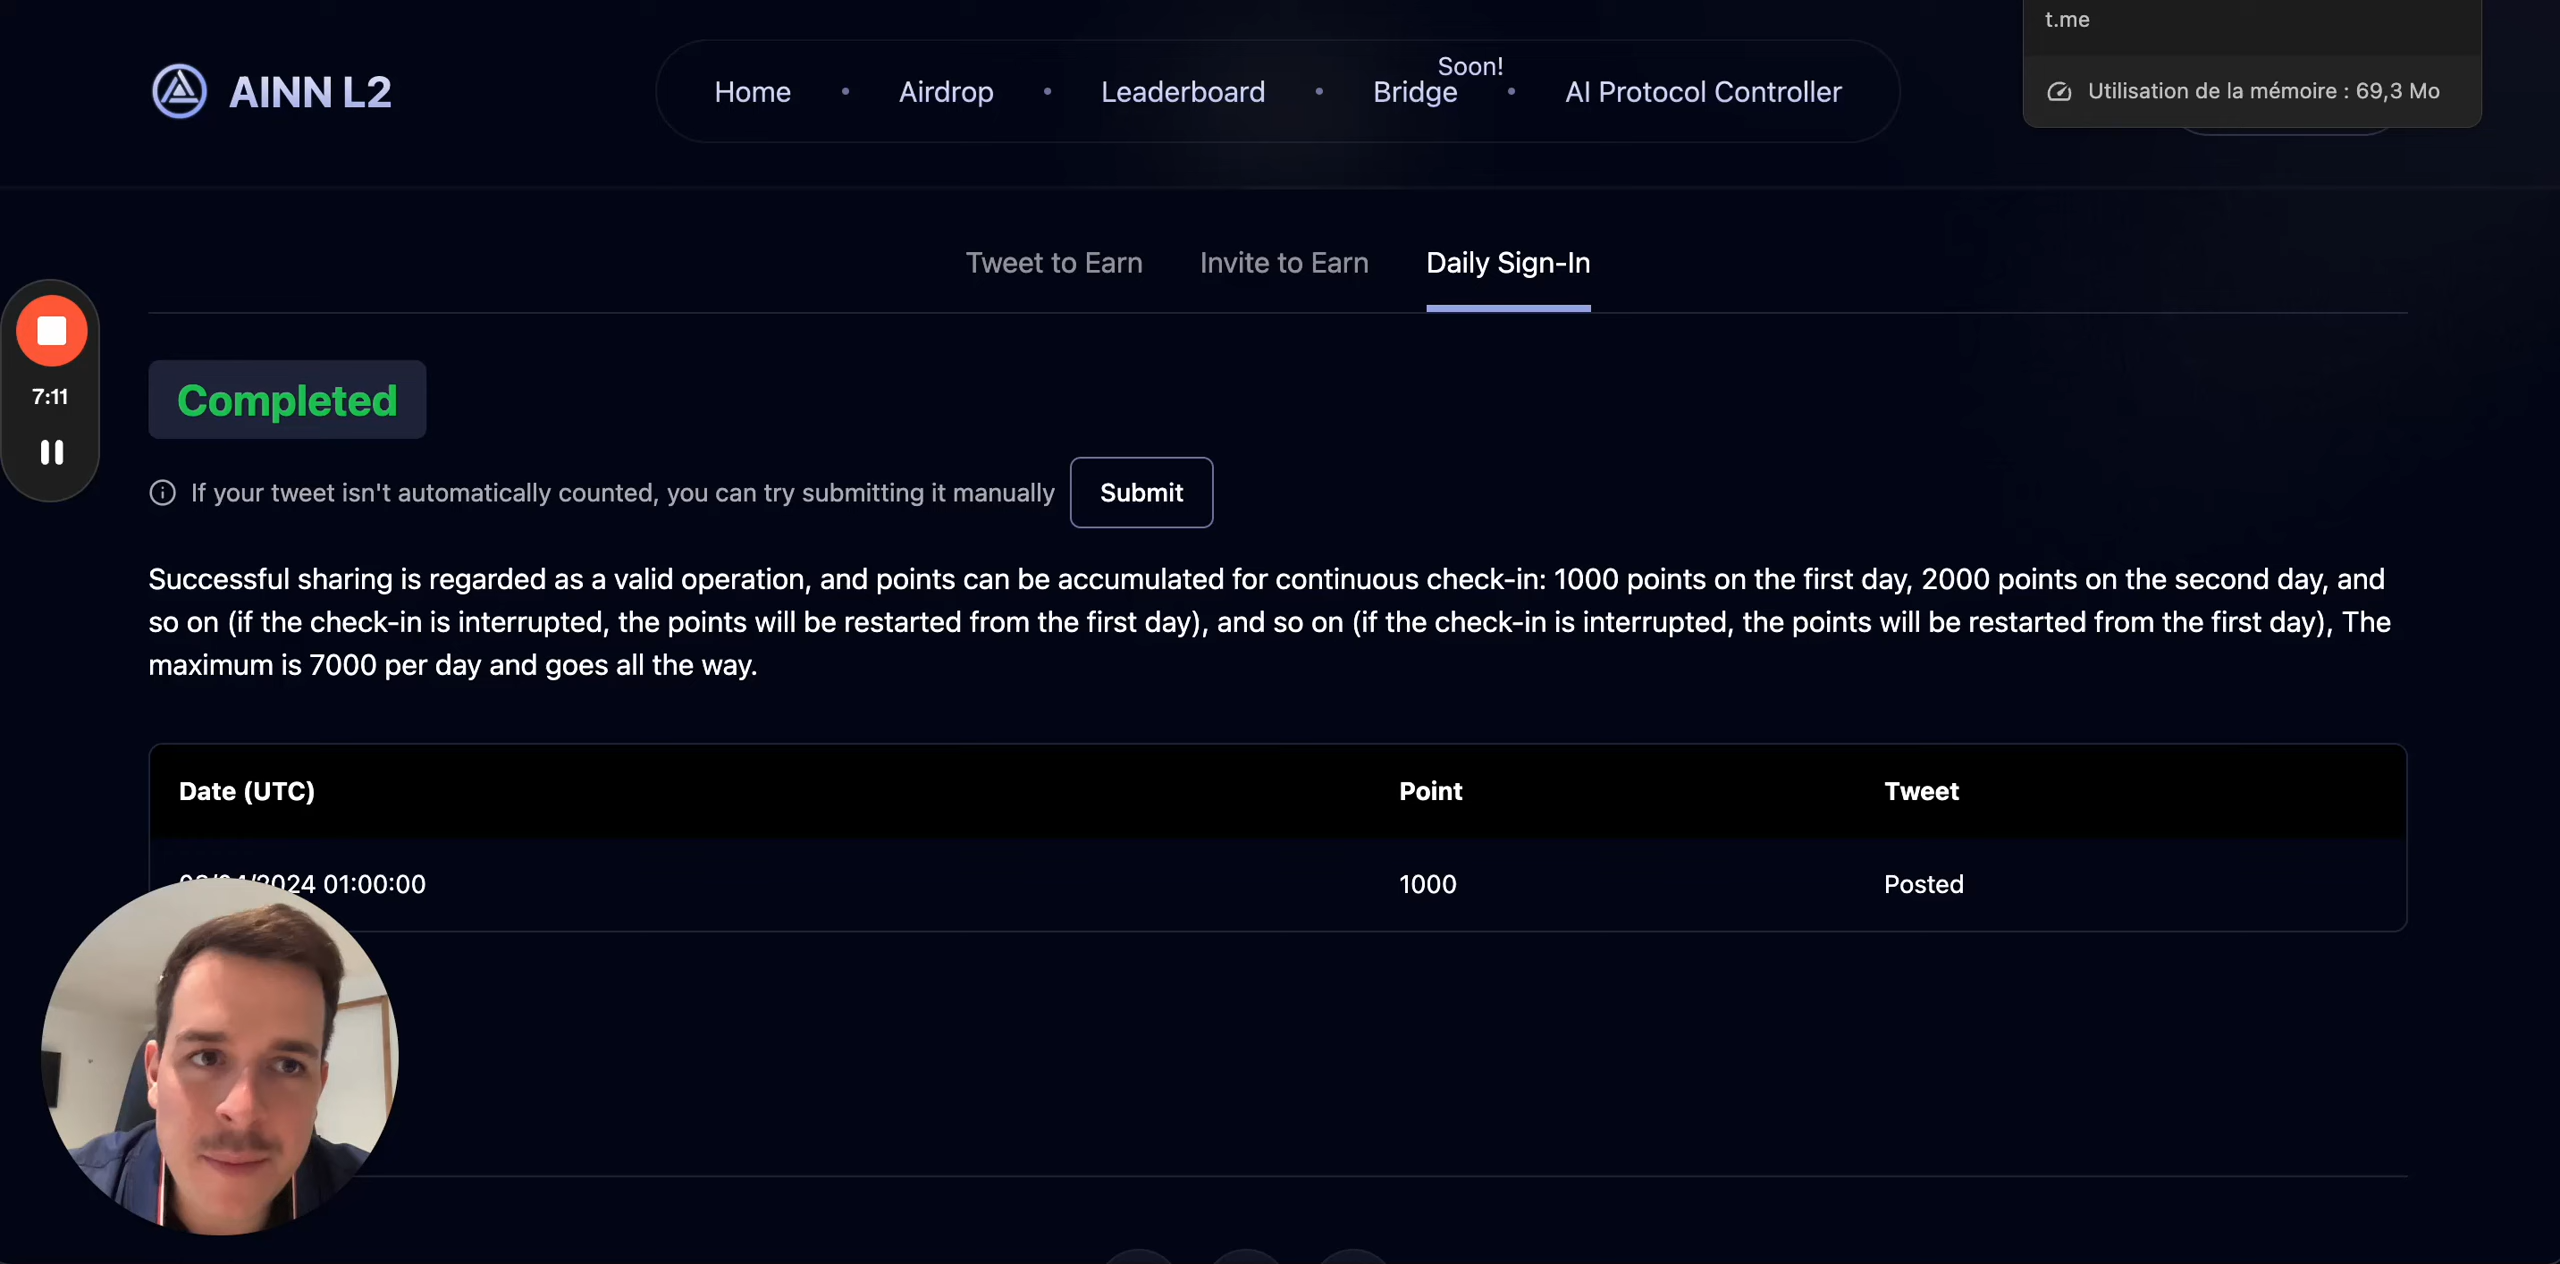 t.me
Utilisation de la mémoire : 69,3 Mo
AINN L2
Home • Airdrop • Leaderboard • Bridge Soon! • AI Protocol Controller
Tweet to Earn Invite to Earn Daily Sign-In
7:11
Completed
If your tweet isn't automatically counted, you can try submitting it manually Submit
Successful sharing is regarded as a valid operation, and points can be accumulated for continuous check-in: 1000 points on the first day, 2000 points on the second day, and
so on (if the check-in is interrupted, the points will be restarted from the first day), and so on (if the check-in is interrupted, the points will be restarted from the first day), The
maximum is 7000 per day and goes all the way.
Date (UTC) Point Tweet
01:00:00 1000 Posted